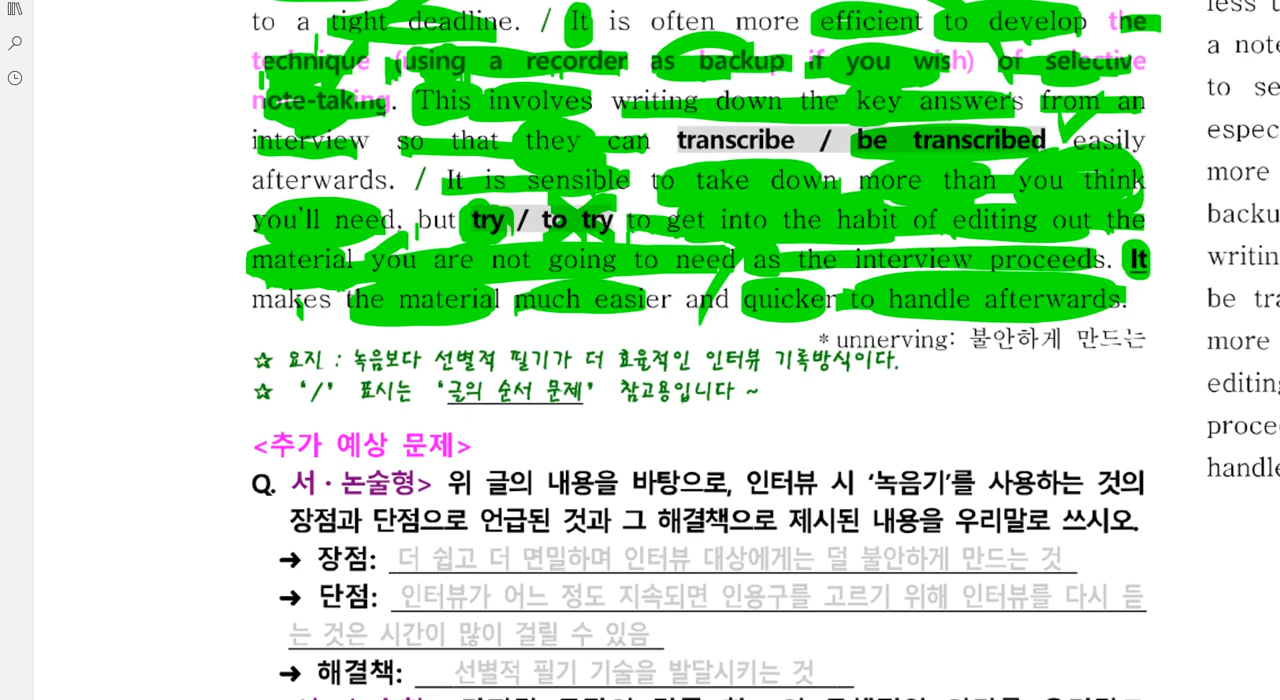 to a tight deadline. / It is often more efficient to develop the
technique (using a recorder as backup if you wish) of selective
note-taking. This involves writing down the key answers from an
interview so that they can transcribe / be transcribed easily
afterwards. / It is sensible to take down more than you think
you'll need, but try / to try to get into the habit of editing out the
material you are not going to need as the interview proceeds. It
makes the material much easier and quicker to handle afterwards.
* unnerving: 불안하게 만드는
☆ 요지 : 녹음보다 선별적 필기가 더 효율적인 인터뷰 기록방식이다.
☆ '/' 표시는 '글의 순서 문제' 참고용입니다 ~
<추가 예상 문제>
Q. 서·논술형> 위 글의 내용을 바탕으로, 인터뷰 시 '녹음기'를 사용하는 것의
장점과 단점으로 언급된 것과 그 해결책으로 제시된 내용을 우리말로 쓰시오.
➔ 장점: 더 쉽고 더 면밀하며 인터뷰 대상에게는 덜 불안하게 만드는 것
➔ 단점: 인터뷰가 어느 정도 지속되면 인용구를 고르기 위해 인터뷰를 다시 듣
는 것은 시간이 많이 걸릴 수 있음
➔ 해결책: 선별적 필기 기술을 발달시키는 것
less
a note
to se
espec
more
backu
writin
be tra
more
editing
procee
handle